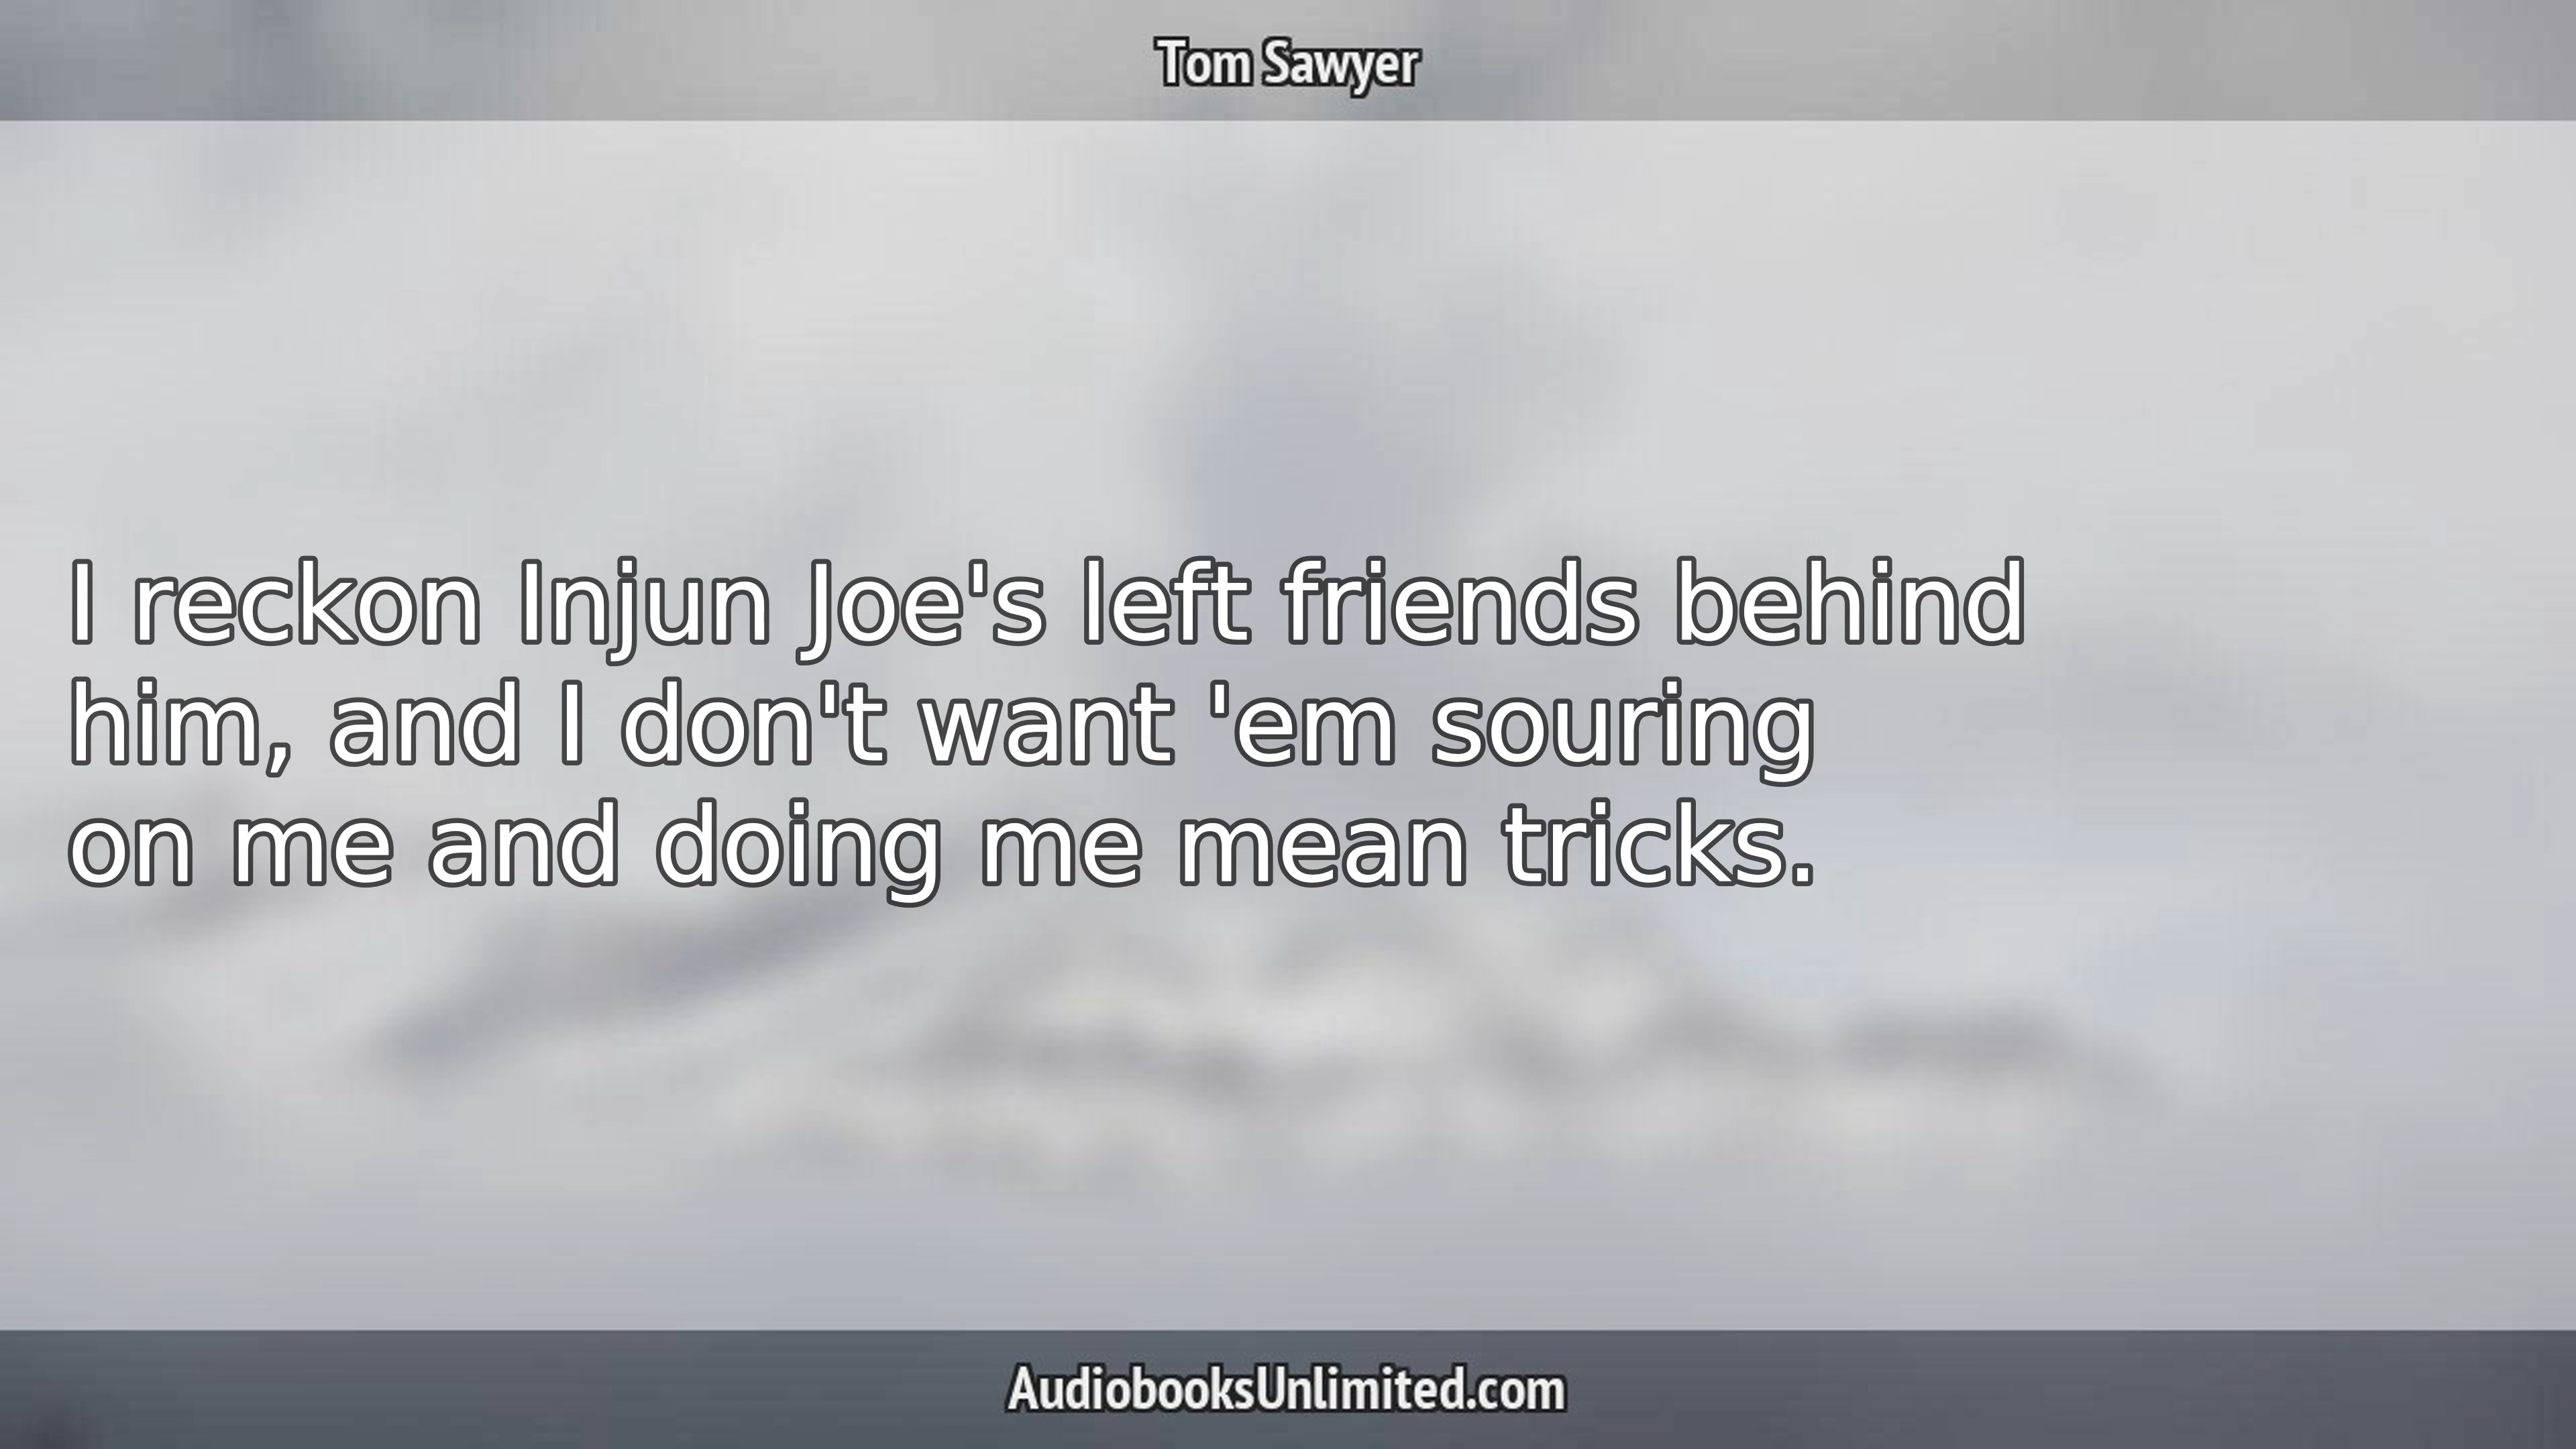 Tom Sawyer
I reckon Injun Joe's left friends behind
him, and I don't want 'em souring
on me and doing me mean tricks.
AudiobooksUnlimited.com